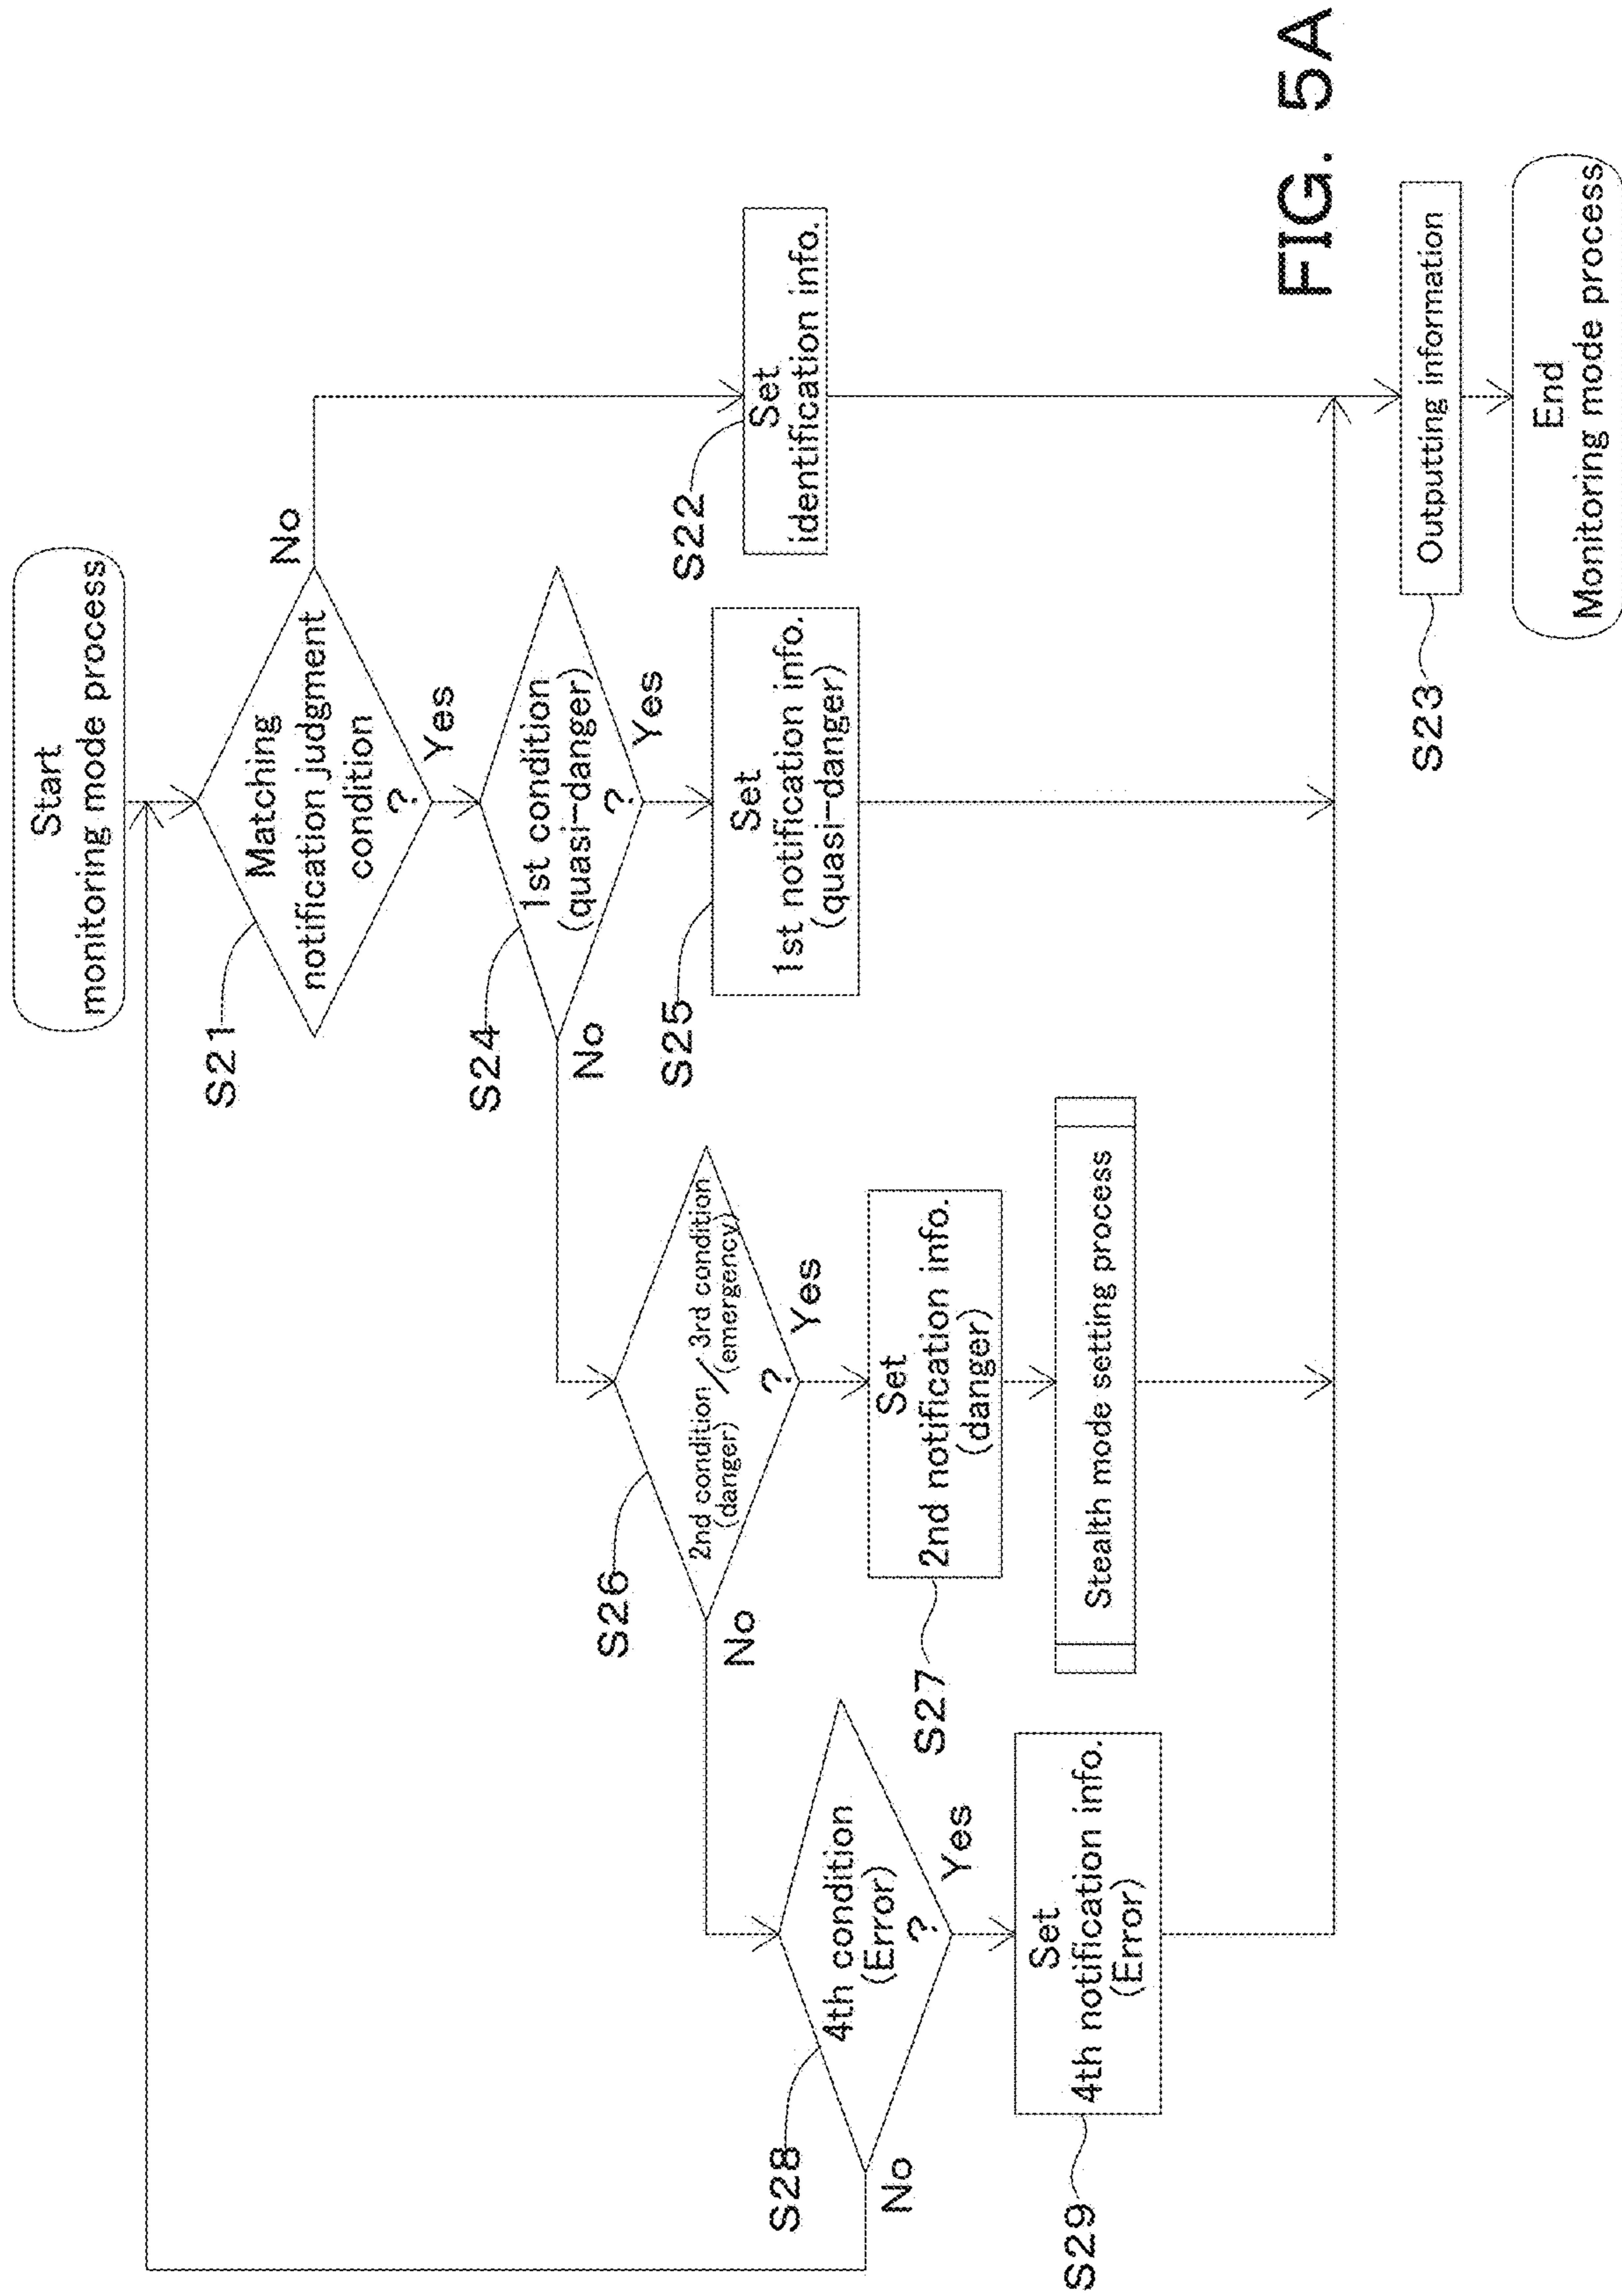 Start
monitoring mode process
S21
Matching
notification judgment
condition
?
No
Yes
S24
1st condition
(quasi-danger)
?
No
Yes
S22
Set
identification info.
S25
Set
1st notification info.
(quasi-danger)
S26
2nd condition / 3rd condition
(danger) (emergency)
?
No
Yes
S27
Set
2nd notification info.
(danger)
Stealth mode setting process
S28
4th condition
(Error)
?
No
Yes
S29
Set
4th notification info.
(Error)
S23
Outputting information
End
Monitoring mode process
FIG. 5A